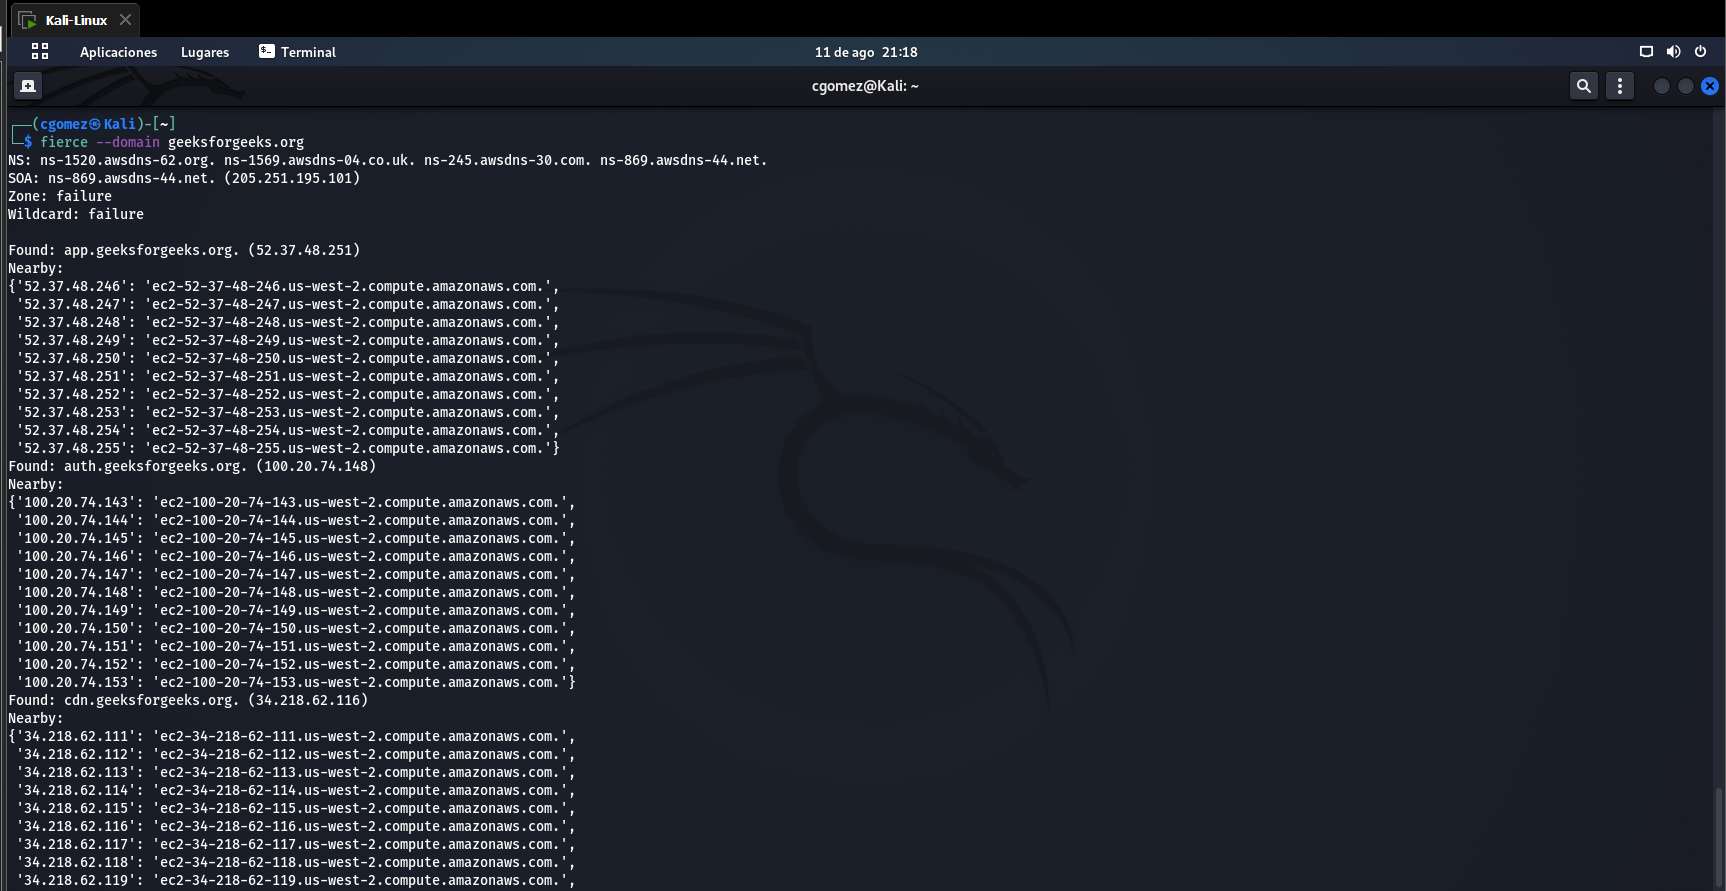 Kali-Linux
Aplicaciones Lugares Terminal 11 de ago 21:18
cgomez@Kali: ~
┌──(cgomez㉿Kali)-[~]
└─$ fierce --domain geeksforgeeks.org
NS: ns-1520.awsdns-62.org. ns-1569.awsdns-04.co.uk. ns-245.awsdns-30.com. ns-869.awsdns-44.net.
SOA: ns-869.awsdns-44.net. (205.251.195.101)
Zone: failure
Wildcard: failure
Found: app.geeksforgeeks.org. (52.37.48.251)
Nearby:
{'52.37.48.246': 'ec2-52-37-48-246.us-west-2.compute.amazonaws.com.',
 '52.37.48.247': 'ec2-52-37-48-247.us-west-2.compute.amazonaws.com.',
 '52.37.48.248': 'ec2-52-37-48-248.us-west-2.compute.amazonaws.com.',
 '52.37.48.249': 'ec2-52-37-48-249.us-west-2.compute.amazonaws.com.',
 '52.37.48.250': 'ec2-52-37-48-250.us-west-2.compute.amazonaws.com.',
 '52.37.48.251': 'ec2-52-37-48-251.us-west-2.compute.amazonaws.com.',
 '52.37.48.252': 'ec2-52-37-48-252.us-west-2.compute.amazonaws.com.',
 '52.37.48.253': 'ec2-52-37-48-253.us-west-2.compute.amazonaws.com.',
 '52.37.48.254': 'ec2-52-37-48-254.us-west-2.compute.amazonaws.com.',
 '52.37.48.255': 'ec2-52-37-48-255.us-west-2.compute.amazonaws.com.'}
Found: auth.geeksforgeeks.org. (100.20.74.148)
Nearby:
{'100.20.74.143': 'ec2-100-20-74-143.us-west-2.compute.amazonaws.com.',
 '100.20.74.144': 'ec2-100-20-74-144.us-west-2.compute.amazonaws.com.',
 '100.20.74.145': 'ec2-100-20-74-145.us-west-2.compute.amazonaws.com.',
 '100.20.74.146': 'ec2-100-20-74-146.us-west-2.compute.amazonaws.com.',
 '100.20.74.147': 'ec2-100-20-74-147.us-west-2.compute.amazonaws.com.',
 '100.20.74.148': 'ec2-100-20-74-148.us-west-2.compute.amazonaws.com.',
 '100.20.74.149': 'ec2-100-20-74-149.us-west-2.compute.amazonaws.com.',
 '100.20.74.150': 'ec2-100-20-74-150.us-west-2.compute.amazonaws.com.',
 '100.20.74.151': 'ec2-100-20-74-151.us-west-2.compute.amazonaws.com.',
 '100.20.74.152': 'ec2-100-20-74-152.us-west-2.compute.amazonaws.com.',
 '100.20.74.153': 'ec2-100-20-74-153.us-west-2.compute.amazonaws.com.'}
Found: cdn.geeksforgeeks.org. (34.218.62.116)
Nearby:
{'34.218.62.111': 'ec2-34-218-62-111.us-west-2.compute.amazonaws.com.',
 '34.218.62.112': 'ec2-34-218-62-112.us-west-2.compute.amazonaws.com.',
 '34.218.62.113': 'ec2-34-218-62-113.us-west-2.compute.amazonaws.com.',
 '34.218.62.114': 'ec2-34-218-62-114.us-west-2.compute.amazonaws.com.',
 '34.218.62.115': 'ec2-34-218-62-115.us-west-2.compute.amazonaws.com.',
 '34.218.62.116': 'ec2-34-218-62-116.us-west-2.compute.amazonaws.com.',
 '34.218.62.117': 'ec2-34-218-62-117.us-west-2.compute.amazonaws.com.',
 '34.218.62.118': 'ec2-34-218-62-118.us-west-2.compute.amazonaws.com.',
 '34.218.62.119': 'ec2-34-218-62-119.us-west-2.compute.amazonaws.com.',